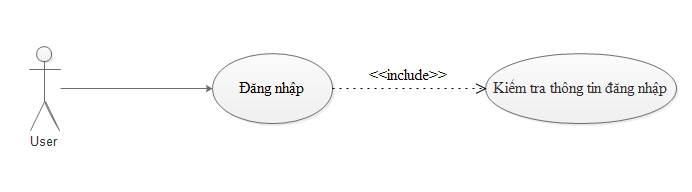 <<include>>
Đăng nhập
Kiểm tra thông tin đăng nhập
User